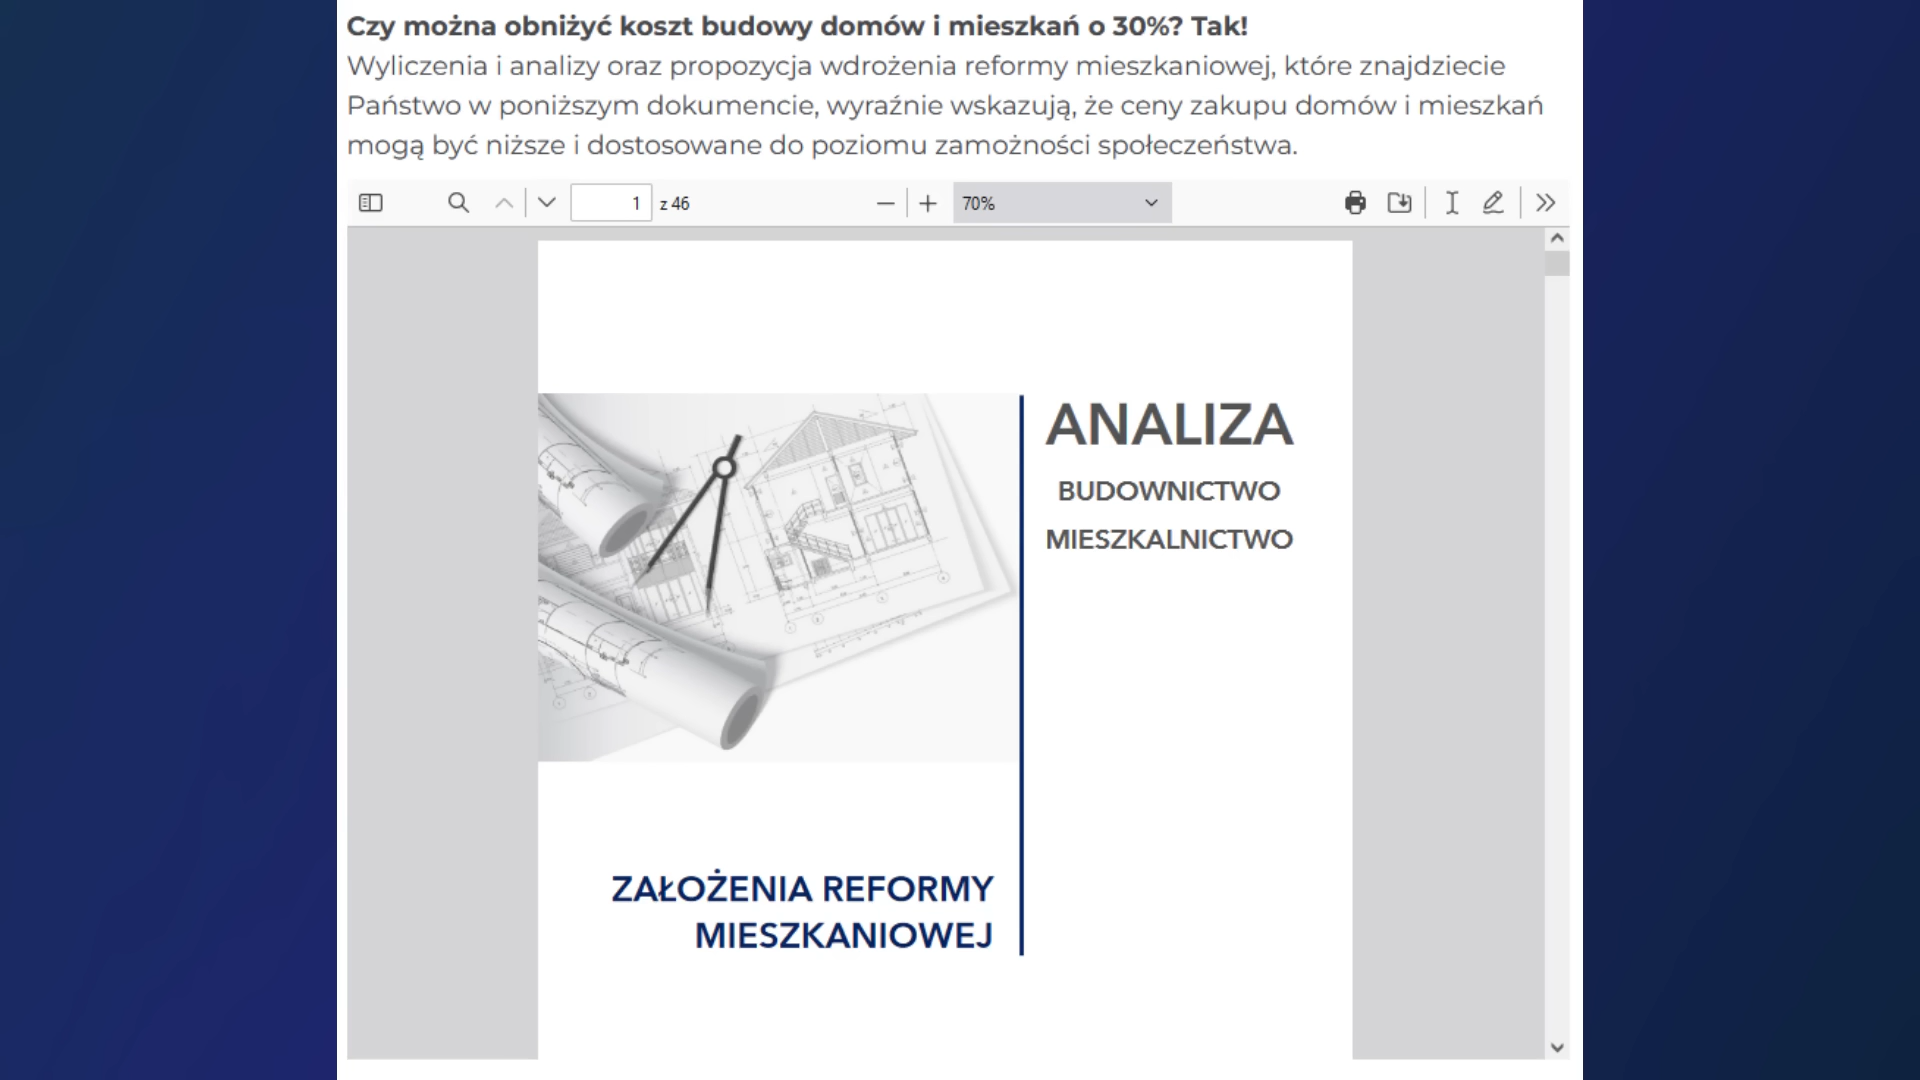 Czy można obniżyć koszt budowy domów i mieszkań o 30%? Tak!
Wyliczenia i analizy oraz propozycja wdrożenia reformy mieszkaniowej, które znajdziecie
Państwo w poniższym dokumencie, wyraźnie wskazują, że ceny zakupu domów i mieszkań
mogą być niższe i dostosowane do poziomu zamożności społeczeństwa.
1 z 46
70%
ANALIZA
BUDOWNICTWO
MIESZKALNICTWO
ZAŁOŻENIA REFORMY
MIESZKANIOWEJ